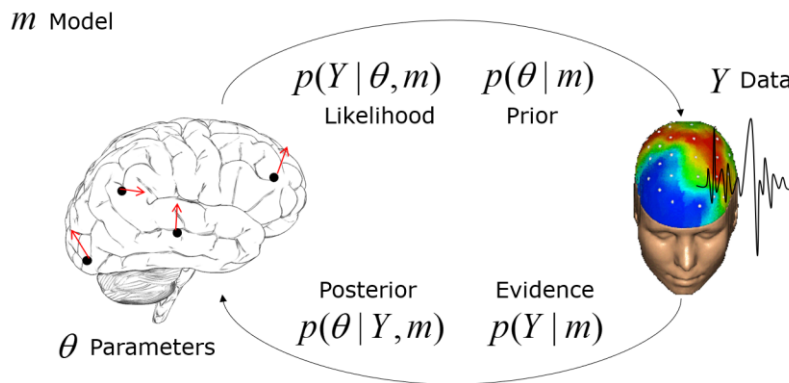 m Model
p(Y | θ, m) p(θ | m)
Likelihood Prior
Y Data
Posterior Evidence
p(θ | Y, m) p(Y | m)
θ Parameters